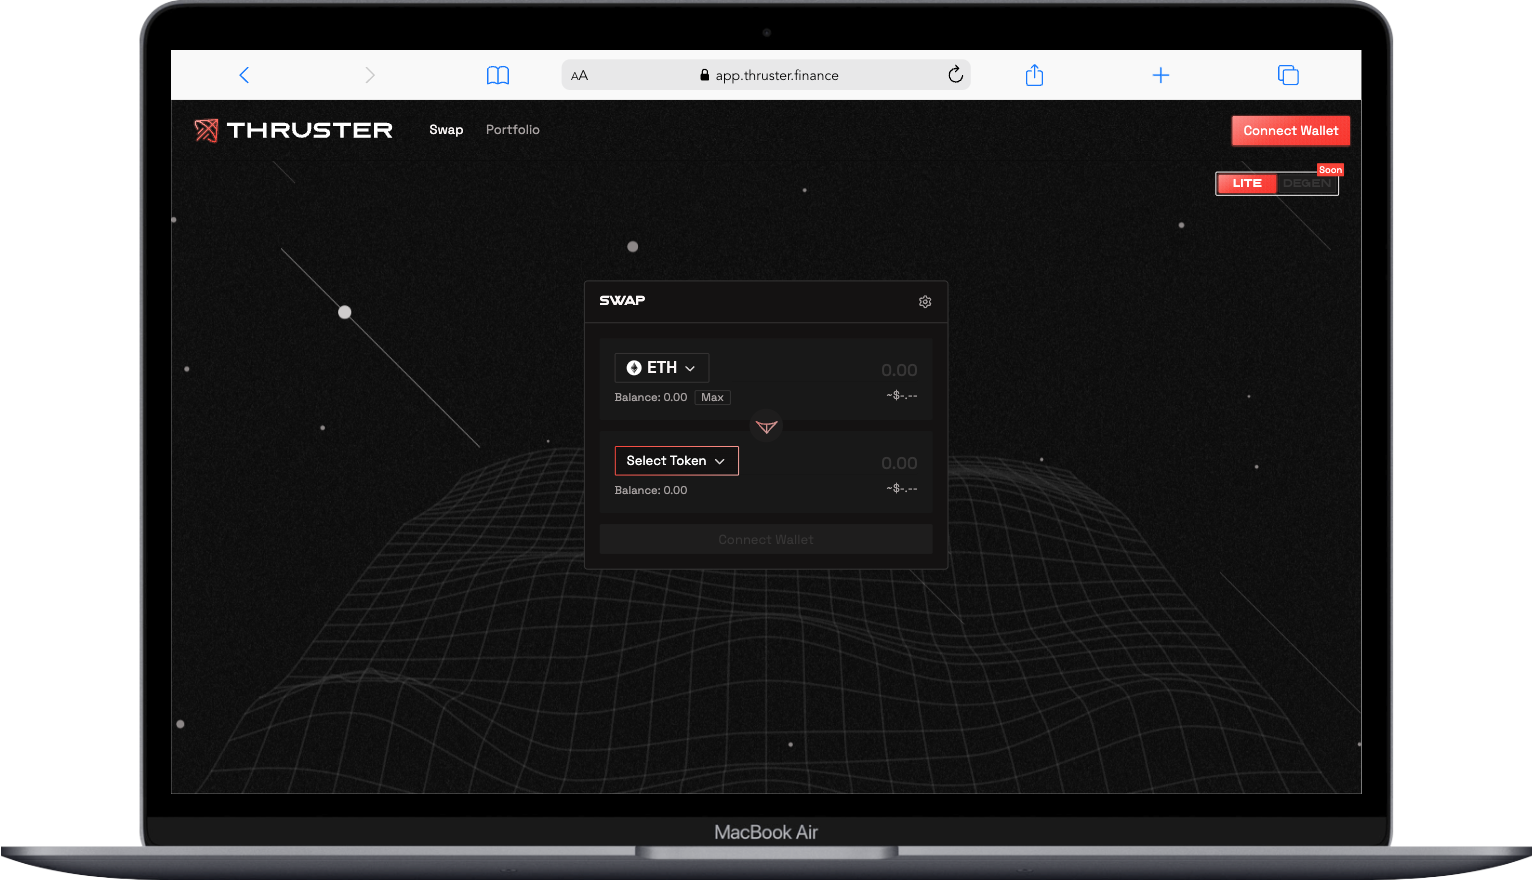 AA app.thruster.finance
THRUSTER Swap Portfolio Connect Wallet
Soon
LITE DEGEN
SWAP
ETH 0.00
Balance: 0.00 Max ~$-.--
Select Token 0.00
Balance: 0.00 ~$-.--
Connect Wallet
MacBook Air